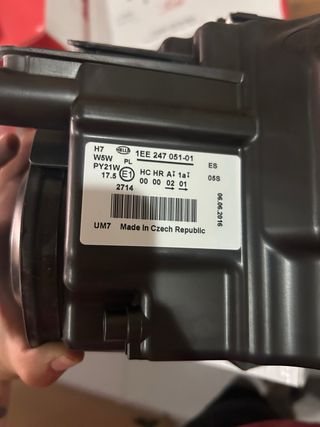 H7 HELLA 1EE 247 051-01
W5W PL ES
PY21W E1 HC HR A 1a 05S
17.5 00 00 02 01
2714
06.06.2016
UM7 Made in Czech Republic